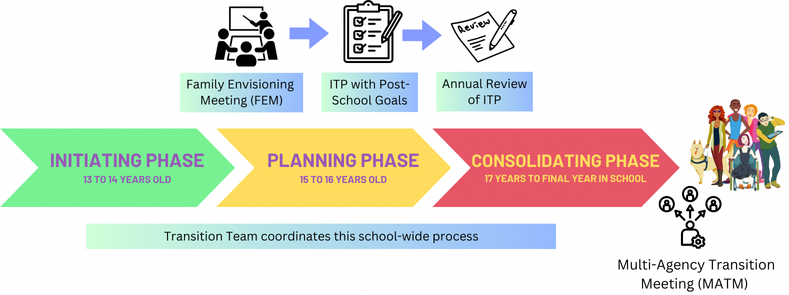 Review
Family Envisioning
Meeting (FEM)
ITP with Post-
School Goals
Annual Review
of ITP
INITIATING PHASE
13 TO 14 YEARS OLD
PLANNING PHASE
15 TO 16 YEARS OLD
CONSOLIDATING PHASE
17 YEARS TO FINAL YEAR IN SCHOOL
Transition Team coordinates this school-wide process
Multi-Agency Transition
Meeting (MATM)